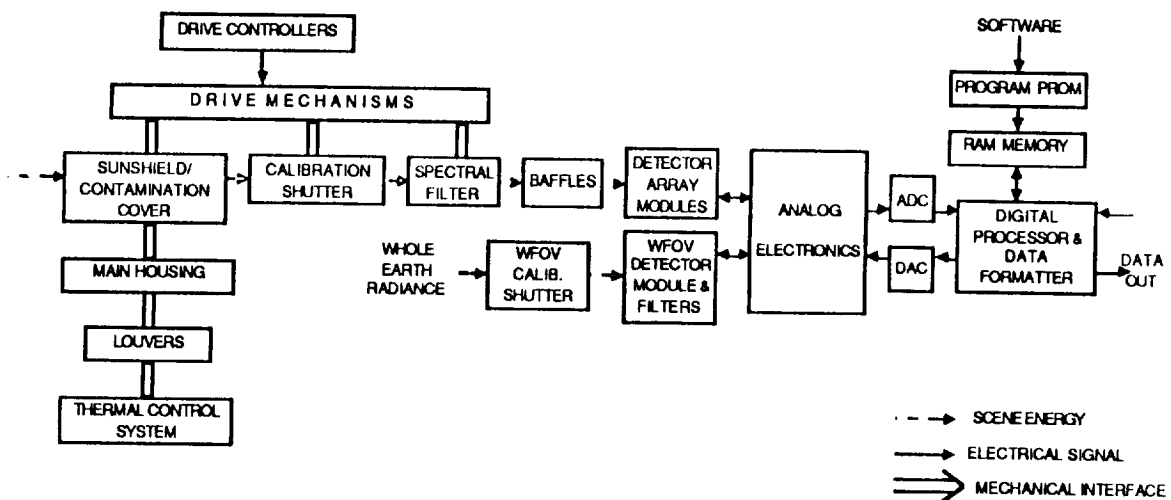 DRIVE CONTROLLERS
SOFTWARE
DRIVE MECHANISMS
PROGRAM PROM
RAM MEMORY
SUNSHIELD/
CONTAMINATION
COVER
CALIBRATION
SHUTTER
SPECTRAL
FILTER
BAFFLES
DETECTOR
ARRAY
MODULES
ANALOG
ELECTRONICS
ADC
DAC
DIGITAL
PROCESSOR &
DATA
FORMATTER
DATA
OUT
WHOLE
EARTH
RADIANCE
WFOV
CALIB.
SHUTTER
WFOV
DETECTOR
MODULE &
FILTERS
MAIN HOUSING
LOUVERS
THERMAL CONTROL
SYSTEM
SCENE ENERGY
ELECTRICAL SIGNAL
MECHANICAL INTERFACE